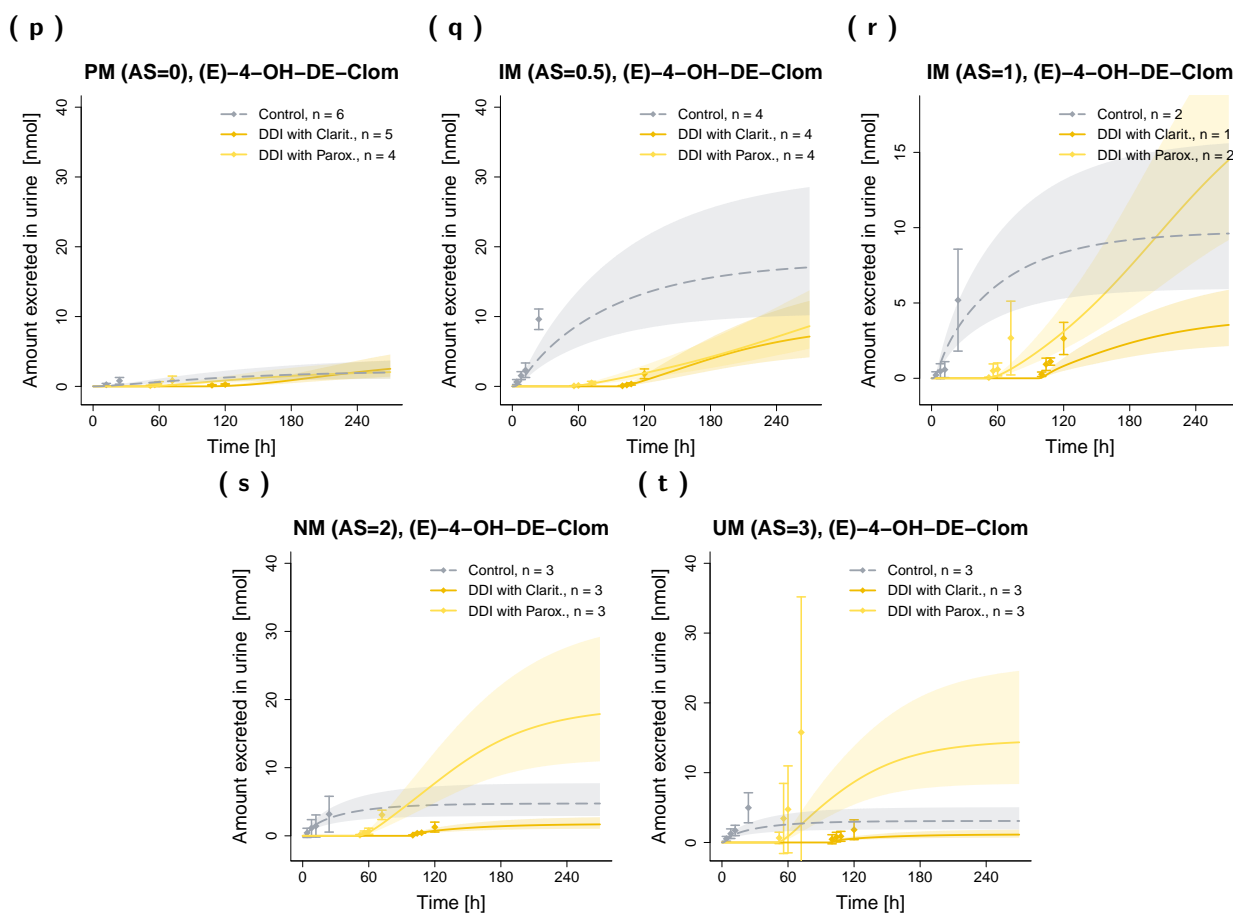 ( p )
PM (AS=0), (E)−4−OH−DE−Clom
Amount excreted in urine [nmol]
0 10 20 30 40
Control, n = 6
DDI with Clarit., n = 5
DDI with Parox., n = 4
0 60 120 180 240
Time [h]
( q )
IM (AS=0.5), (E)−4−OH−DE−Clom
Amount excreted in urine [nmol]
0 10 20 30 40
Control, n = 4
DDI with Clarit., n = 4
DDI with Parox., n = 4
0 60 120 180 240
Time [h]
( r )
IM (AS=1), (E)−4−OH−DE−Clom
Amount excreted in urine [nmol]
0 5 10 15
Control, n = 2
DDI with Clarit., n = 1
DDI with Parox., n = 2
0 60 120 180 240
Time [h]
( s )
NM (AS=2), (E)−4−OH−DE−Clom
Amount excreted in urine [nmol]
0 10 20 30 40
Control, n = 3
DDI with Clarit., n = 3
DDI with Parox., n = 3
0 60 120 180 240
Time [h]
( t )
UM (AS=3), (E)−4−OH−DE−Clom
Amount excreted in urine [nmol]
0 10 20 30 40
Control, n = 3
DDI with Clarit., n = 3
DDI with Parox., n = 3
0 60 120 180 240
Time [h]